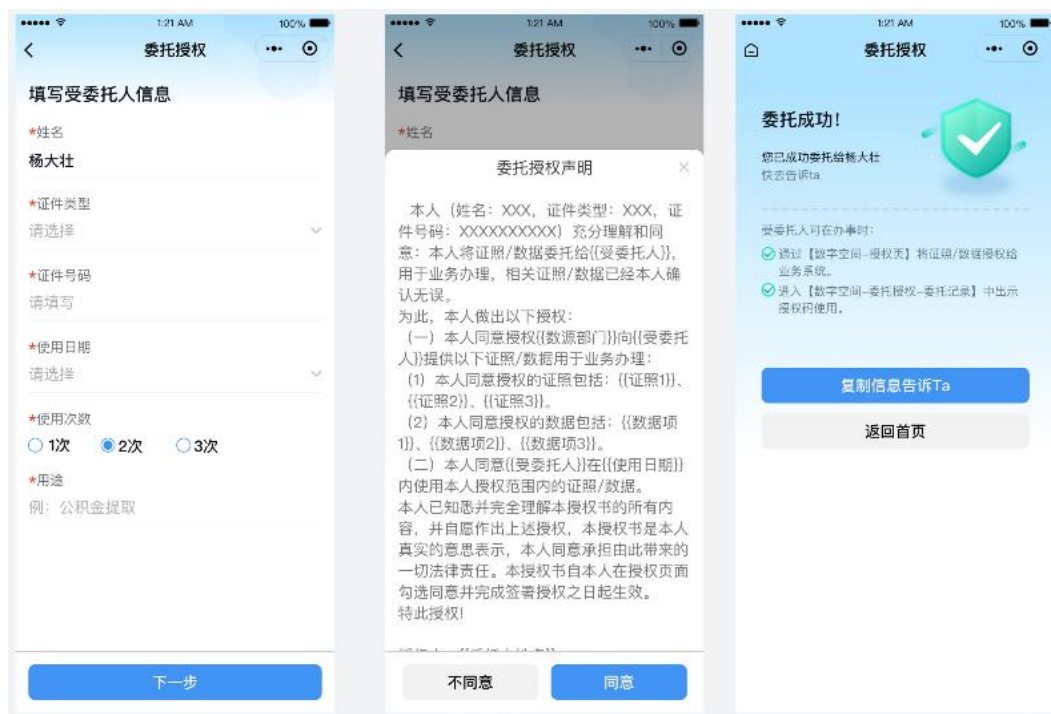 1:21 AM
100%
委托授权
填写受委托人信息
*姓名
杨大壮
*证件类型
请选择
*证件号码
请填写
*使用日期
请选择
*使用次数
1次
2次
3次
*用途
例：公积金提取
下一步
1:21 AM
100%
委托授权
填写受委托人信息
*姓名
委托授权声明
本人（姓名：XXX，证件类型：XXX，证
件号码：XXXXXXXXXX）充分理解和同
意：本人将证照/数据委托给{{受委托人}}，
用于业务办理，相关证照/数据已经本人确
认无误。
为此，本人做出以下授权：
（一）本人同意授权{{数源部门}}向{{受委托
人}}提供以下证照/数据用于业务办理：
（1）本人同意授权的证照包括：{{证照1}}、
{{证照2}}、{{证照3}}。
（2）本人同意授权的数据包括：{{数据项
1}}、{{数据项2}}、{{数据项3}}。
（二）本人同意{{受委托人}}在{{使用日期}}
内使用本人授权范围内的证照/数据。
本人已知悉并完全理解本授权书的所有内
容，并自愿作出上述授权，本授权书是本人
真实的意思表示，本人同意承担由此带来的
一切法律责任。本授权书自本人在授权页面
勾选同意并完成签署授权之日起生效。
特此授权!
不同意
同意
1:21 AM
100%
委托授权
委托成功!
您已成功委托给杨大壮
快去告诉ta
受委托人可在办事时：
通过【数字空间-授权页】将证照/数据授权给
业务系统。
进入【数字空间-委托授权-委托记录】中出示
授权码使用。
复制信息告诉Ta
返回首页